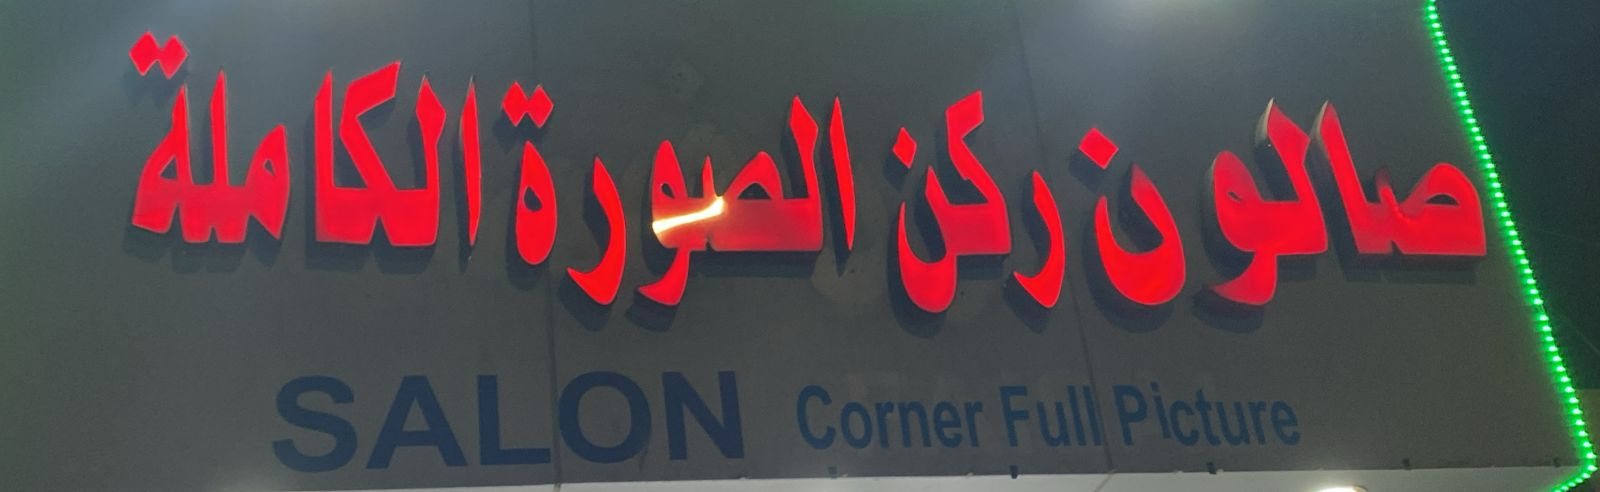 صالون ركن الصورة الكاملة
SALON Corner Full Picture